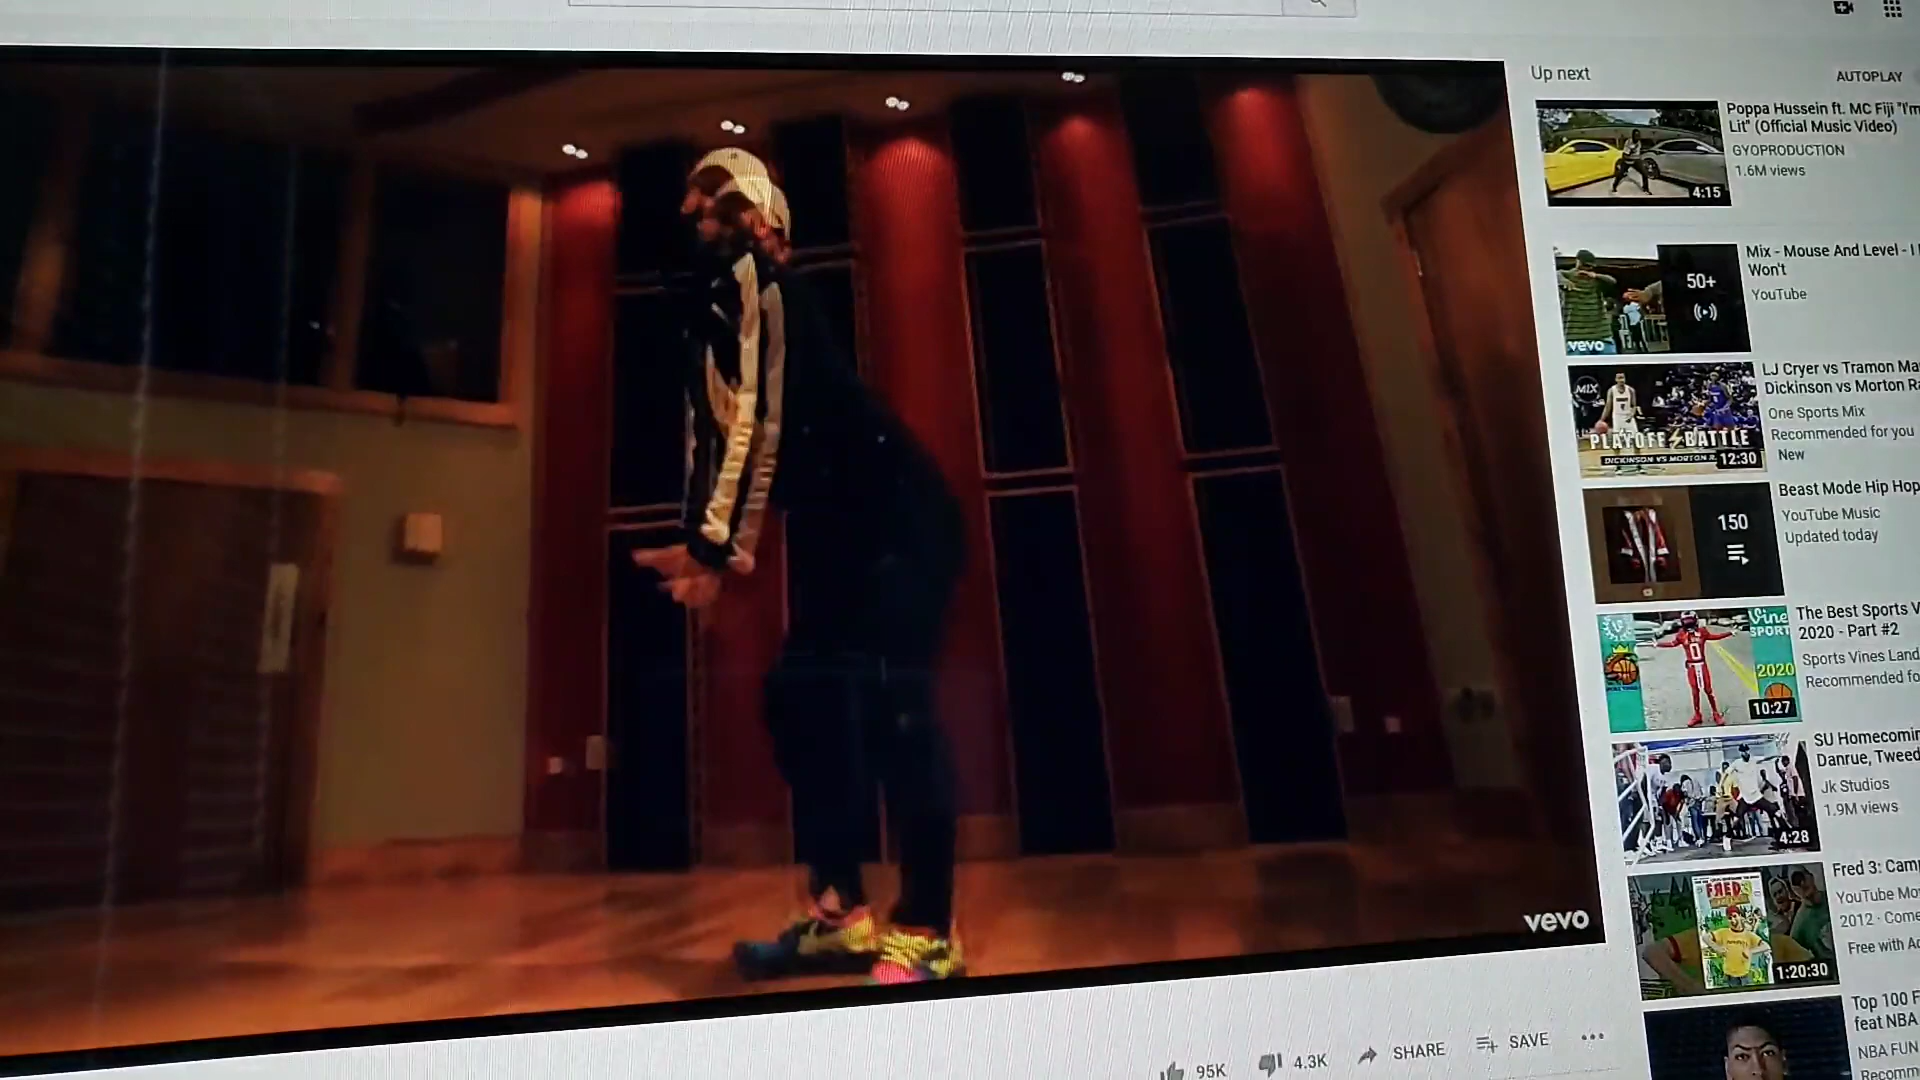 Up next
AUTOPLAY
Poppa Hussein ft. MC Fiji "I'm
Lit" (Official Music Video)
GYOPRODUCTION
1.6M views
4:15
Mix - Mouse And Level - I
Won't
YouTube
50+
vevo
LJ Cryer vs Tramon Ma
Dickinson vs Morton Ra
One Sports Mix
Recommended for you
New
MIX
PLAYOFF BATTLE
DICKINSON VS MORTON R
12:30
Beast Mode Hip Hop
YouTube Music
Updated today
150
The Best Sports V
2020 - Part #2
Sports Vines Land
Recommended fo
Vine
SPORT
2020
10:27
SU Homecomin
Danrue, Tweed
Jk Studios
1.9M views
4:28
Fred 3: Camp
YouTube Mo
2012 · Come
Free with Ad
FRED3
1:20:30
Top 100 F
feat NBA
NBA FUN
Recomm
vevo
95K
4.3K
SHARE
SAVE